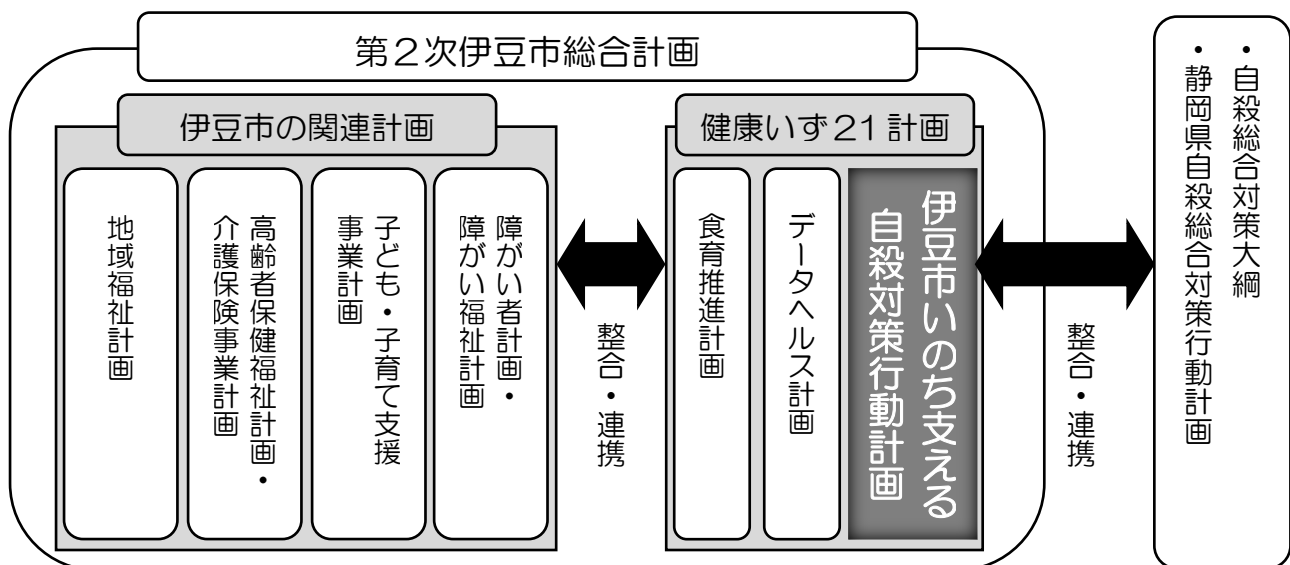 第２次伊豆市総合計画
伊豆市の関連計画
地域福祉計画
高齢者保健福祉計画・
介護保険事業計画
子ども・子育て支援
事業計画
障がい者計画・
障がい福祉計画
整合・連携
健康いず２１計画
食育推進計画
データヘルス計画
伊豆市いのち支える
自殺対策行動計画
整合・連携
・自殺総合対策大綱
・静岡県自殺総合対策行動計画